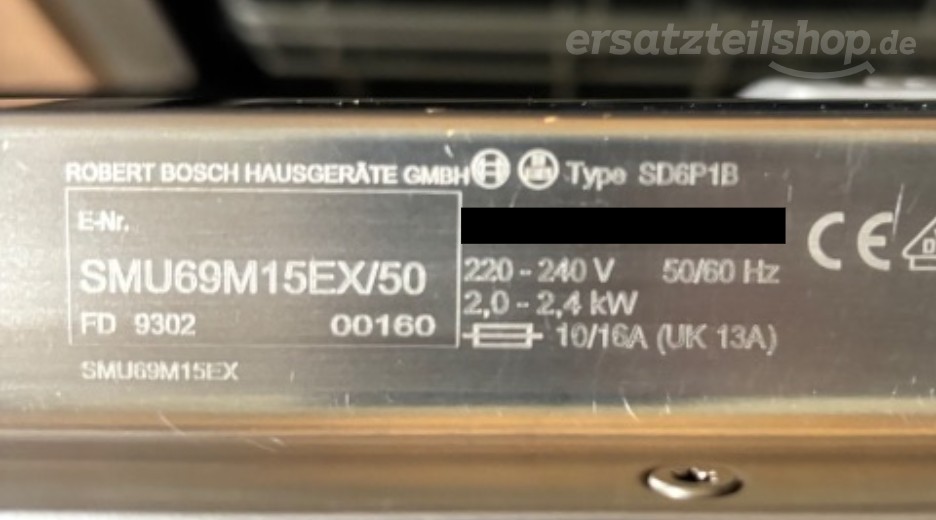 ersatzteilshop.de
ROBERT BOSCH HAUSGERÄTE GMBH Type SD6P1B
E-Nr.
SMU69M15EX/50
FD 9302 00160
SMU69M15EX
220 - 240 V 50/60 Hz
2,0 - 2,4 kW
10/16A (UK 13A)
CE